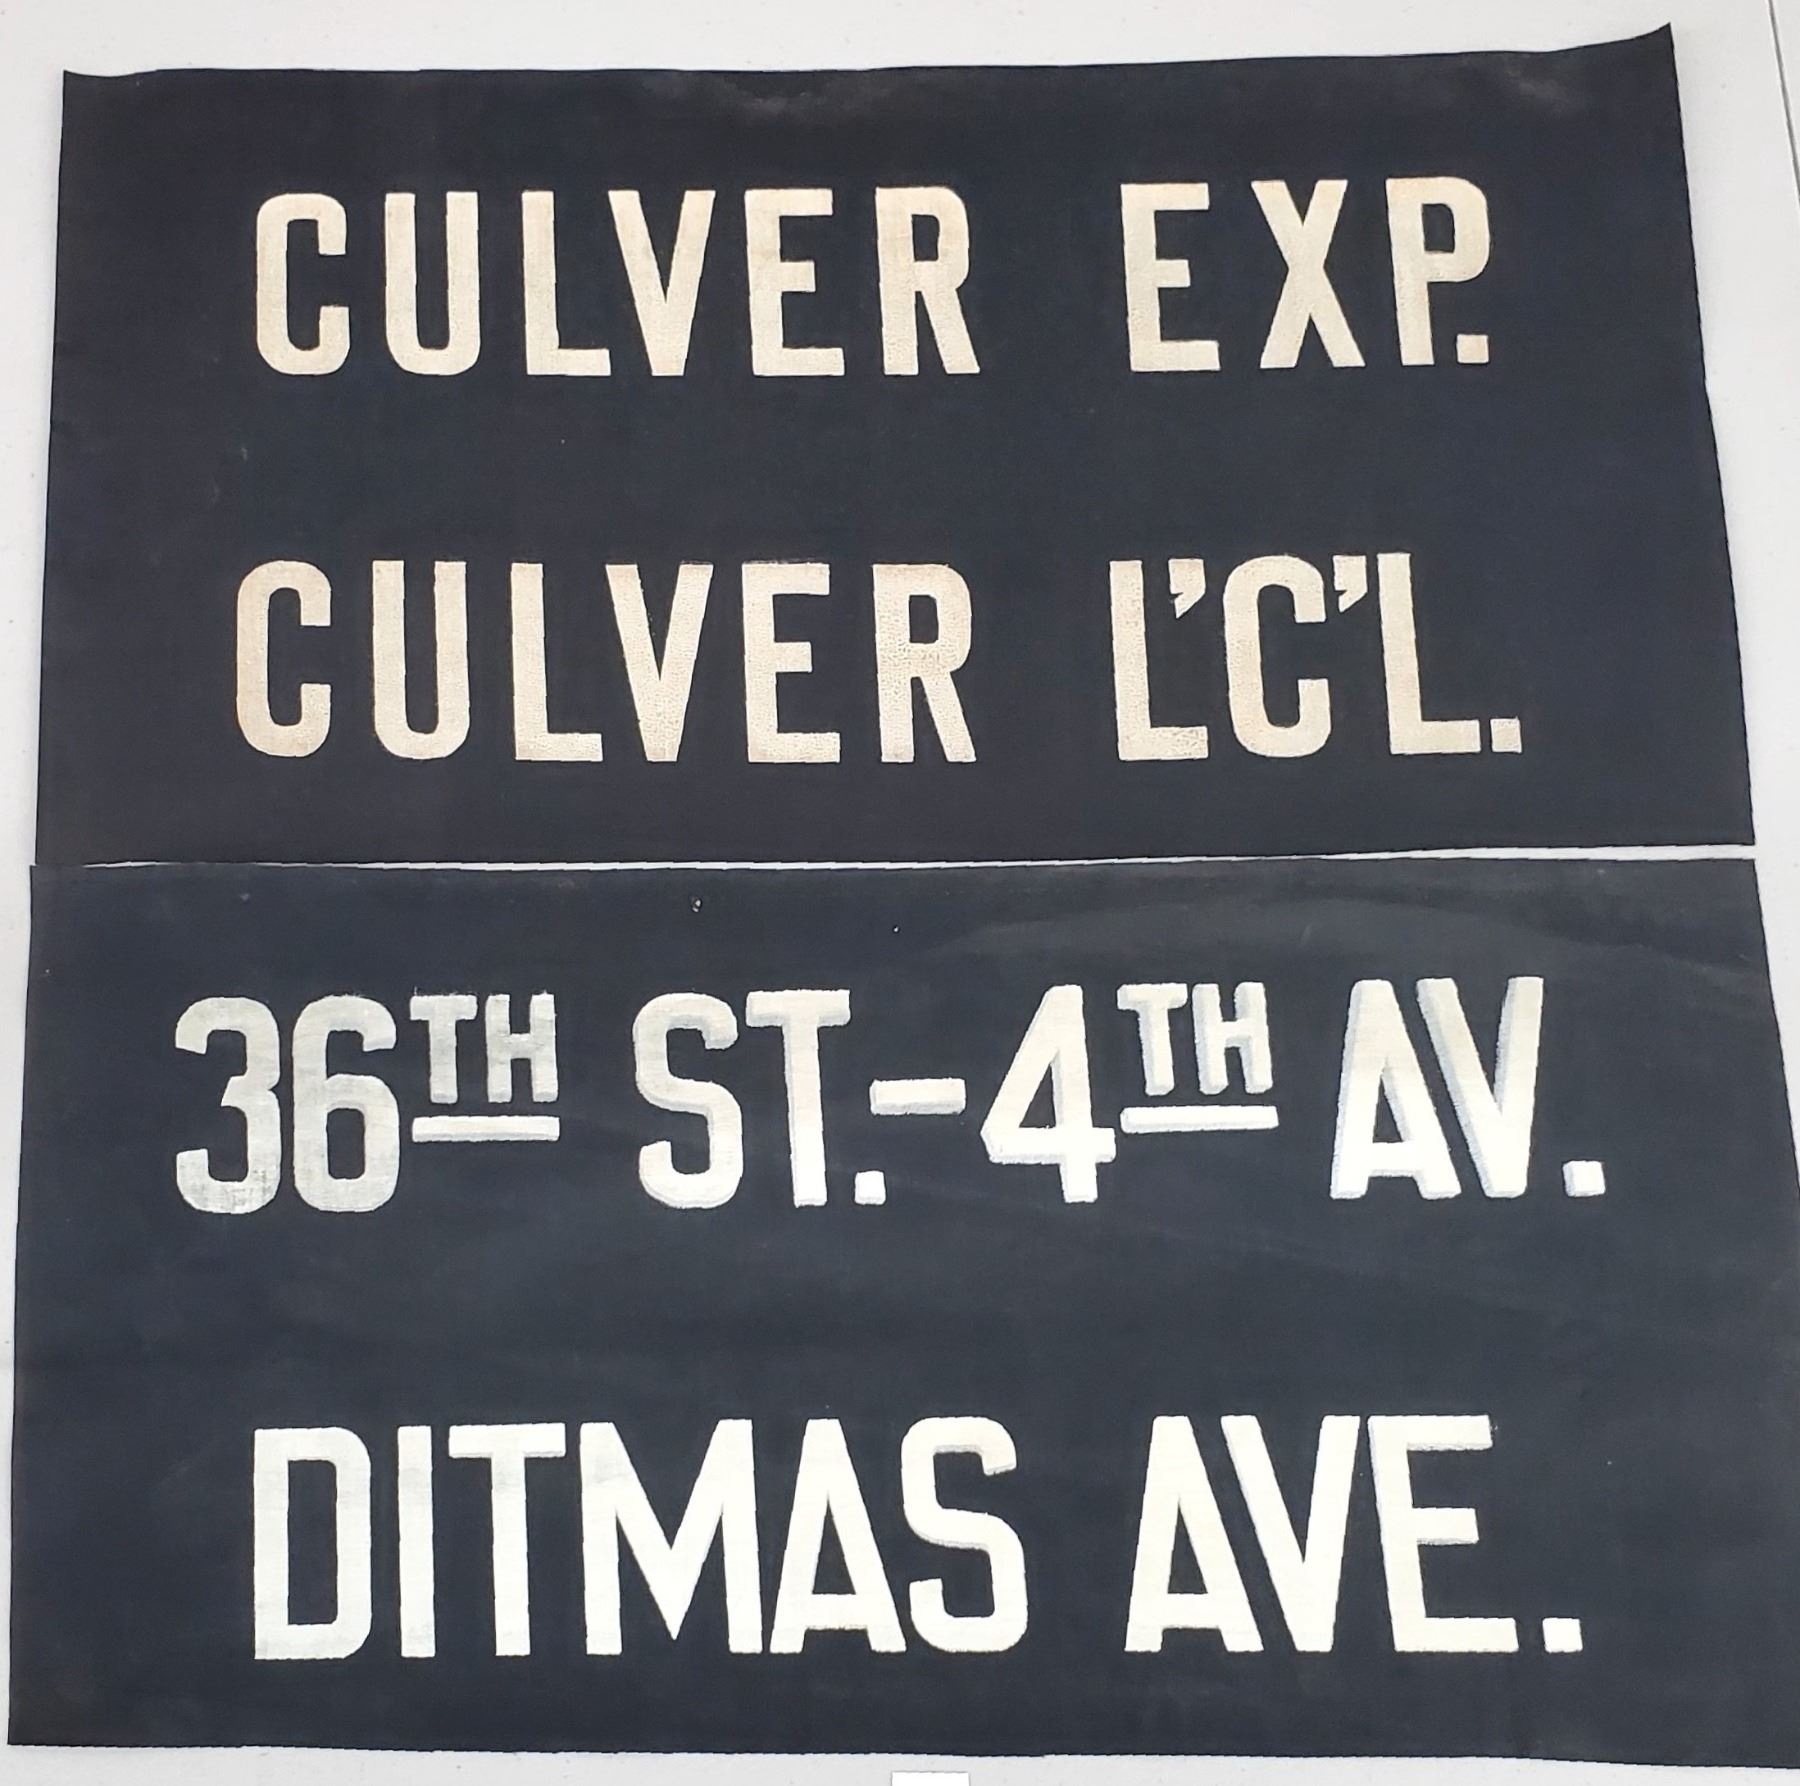 CULVER EXP.
CULVER L'C'L.
36TH ST.-4TH AV.
DITMAS AVE.